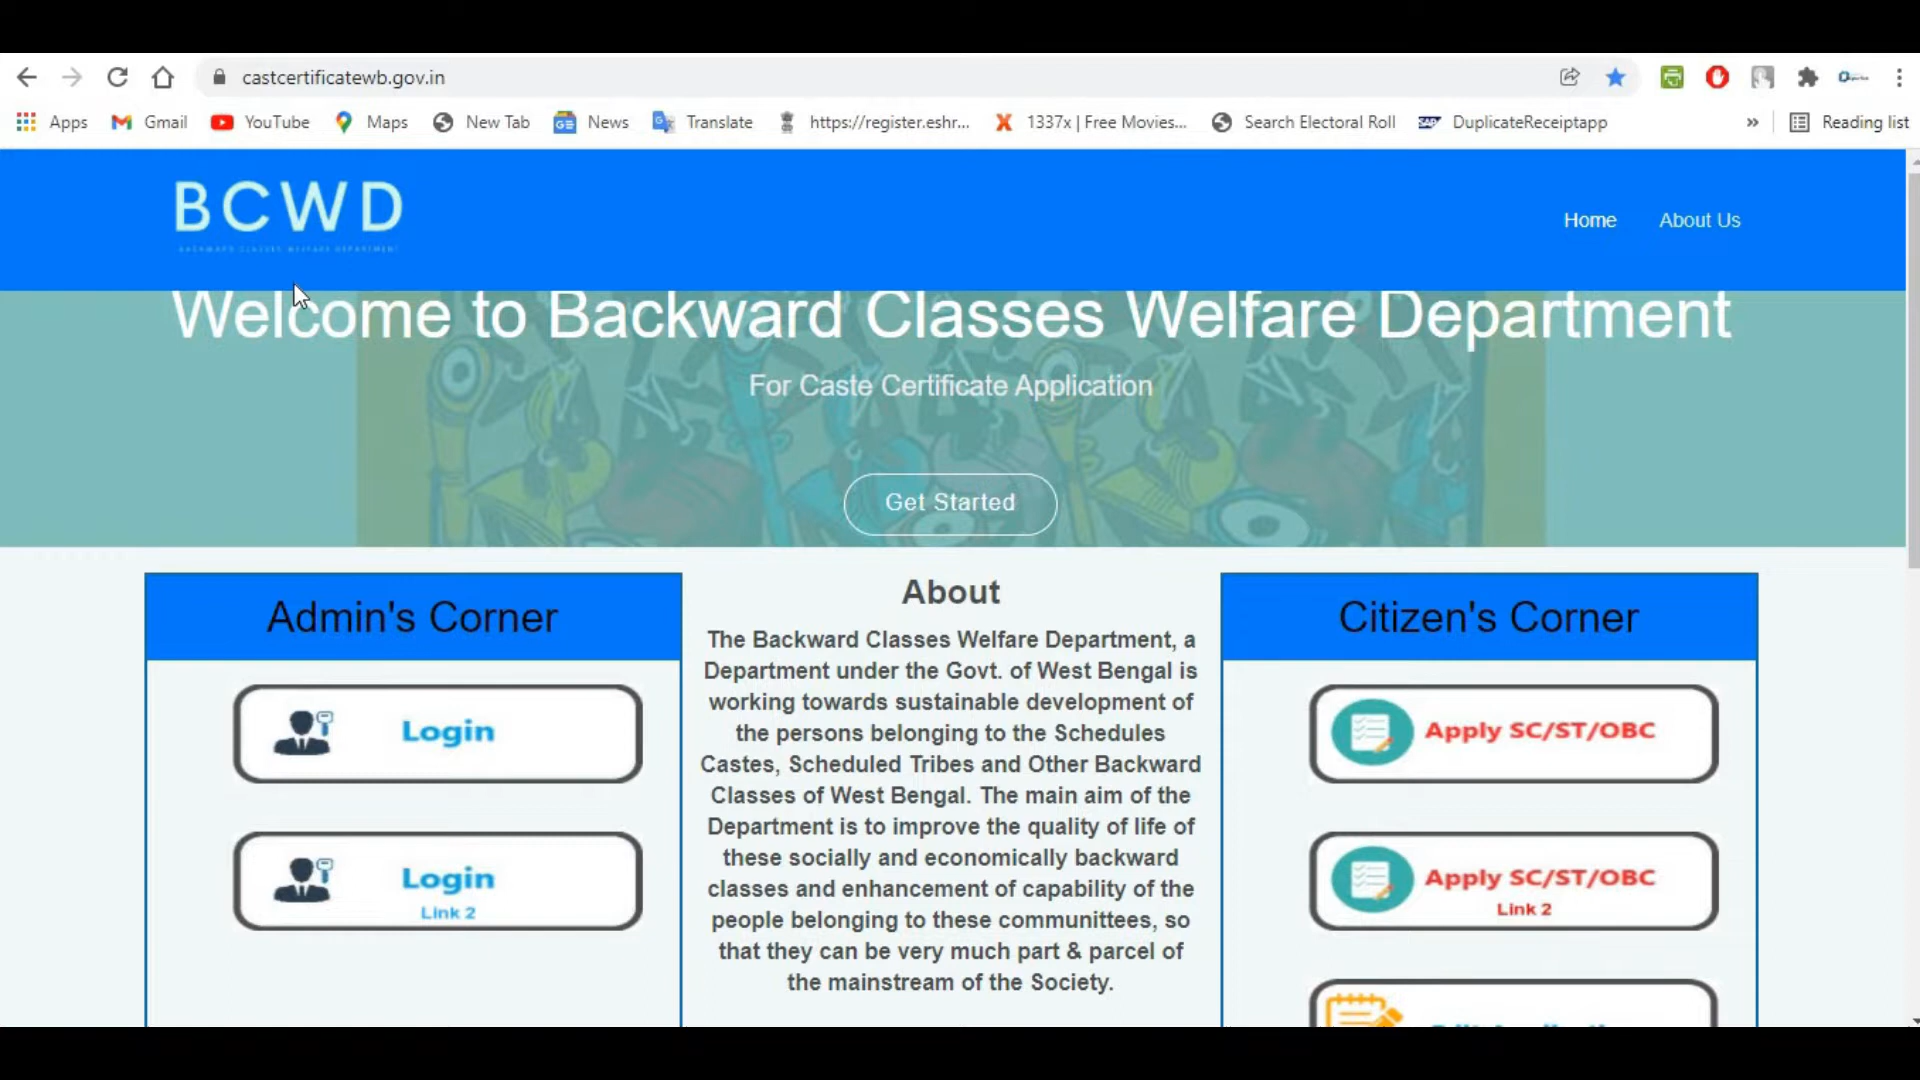 castcertificatewb.gov.in
Apps Gmail YouTube Maps New Tab News Translate https://register.eshr... 1337x | Free Movies... Search Electoral Roll DuplicateReceiptapp » Reading list
BCWD
BACKWARD CLASSES WELFARE DEPARTMENT
Home About Us
Welcome to Backward Classes Welfare Department
For Caste Certificate Application
Get Started
Admin's Corner
Login
Login
Link 2
About
The Backward Classes Welfare Department, a
Department under the Govt. of West Bengal is
working towards sustainable development of
the persons belonging to the Schedules
Castes, Scheduled Tribes and Other Backward
Classes of West Bengal. The main aim of the
Department is to improve the quality of life of
these socially and economically backward
classes and enhancement of capability of the
people belonging to these communittees, so
that they can be very much part & parcel of
the mainstream of the Society.
Citizen's Corner
Apply SC/ST/OBC
Apply SC/ST/OBC
Link 2